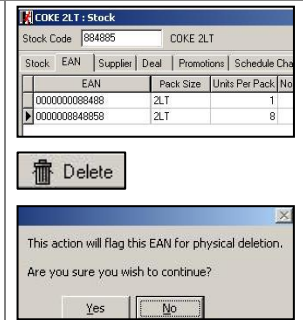 COKE 2LT : Stock
Stock Code 884885 COKE 2LT
Stock EAN Supplier Deal Promotions Schedule Cha
EAN Pack Size Units Per Pack No
0000000088488 2LT 1
0000008848858 2LT 8
Delete
This action will flag this EAN for physical deletion.
Are you sure you wish to continue?
Yes No